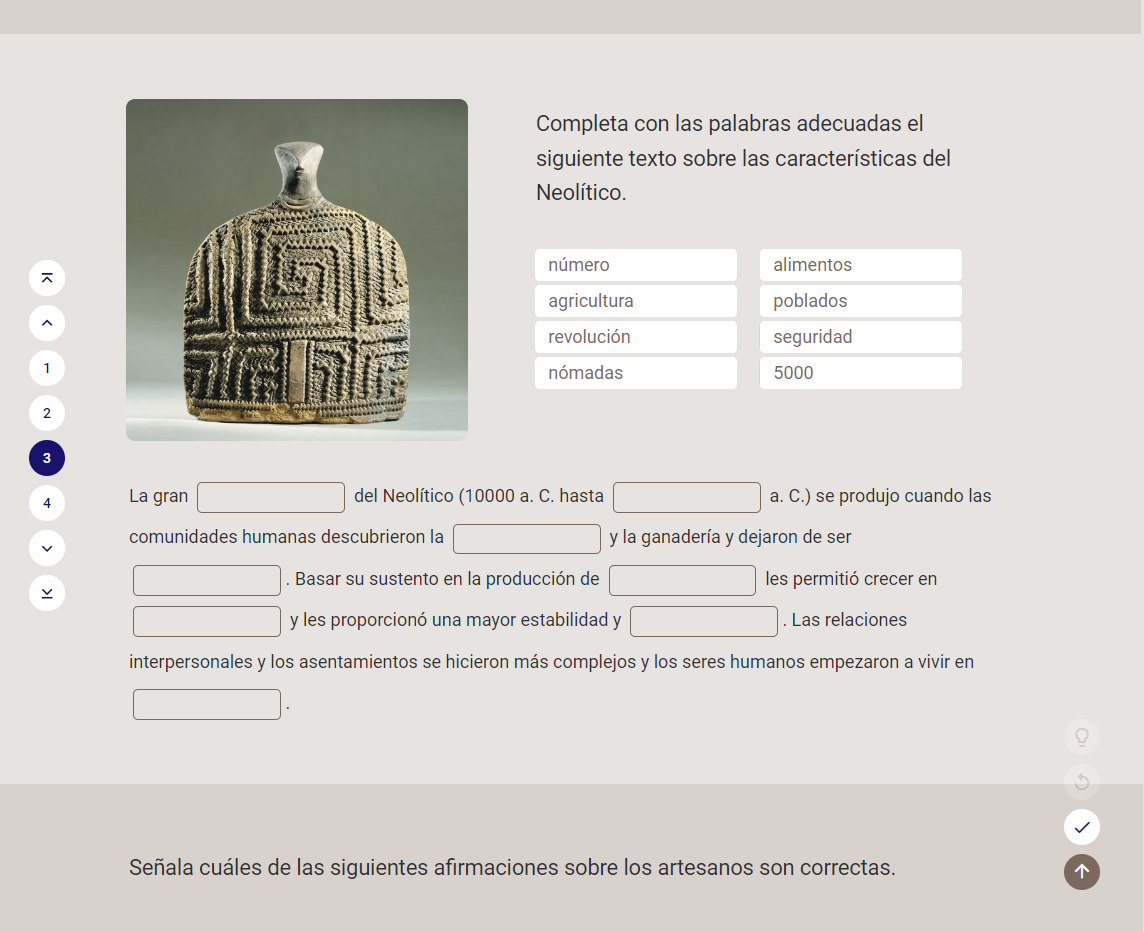 Completa con las palabras adecuadas el
siguiente texto sobre las características del
Neolítico.
número
alimentos
agricultura
poblados
revolución
seguridad
nómadas
5000
1
2
3
4
La gran del Neolítico (10000 a. C. hasta a. C.) se produjo cuando las
comunidades humanas descubrieron la y la ganadería y dejaron de ser
. Basar su sustento en la producción de les permitió crecer en
y les proporcionó una mayor estabilidad y . Las relaciones
interpersonales y los asentamientos se hicieron más complejos y los seres humanos empezaron a vivir en
.
Señala cuáles de las siguientes afirmaciones sobre los artesanos son correctas.